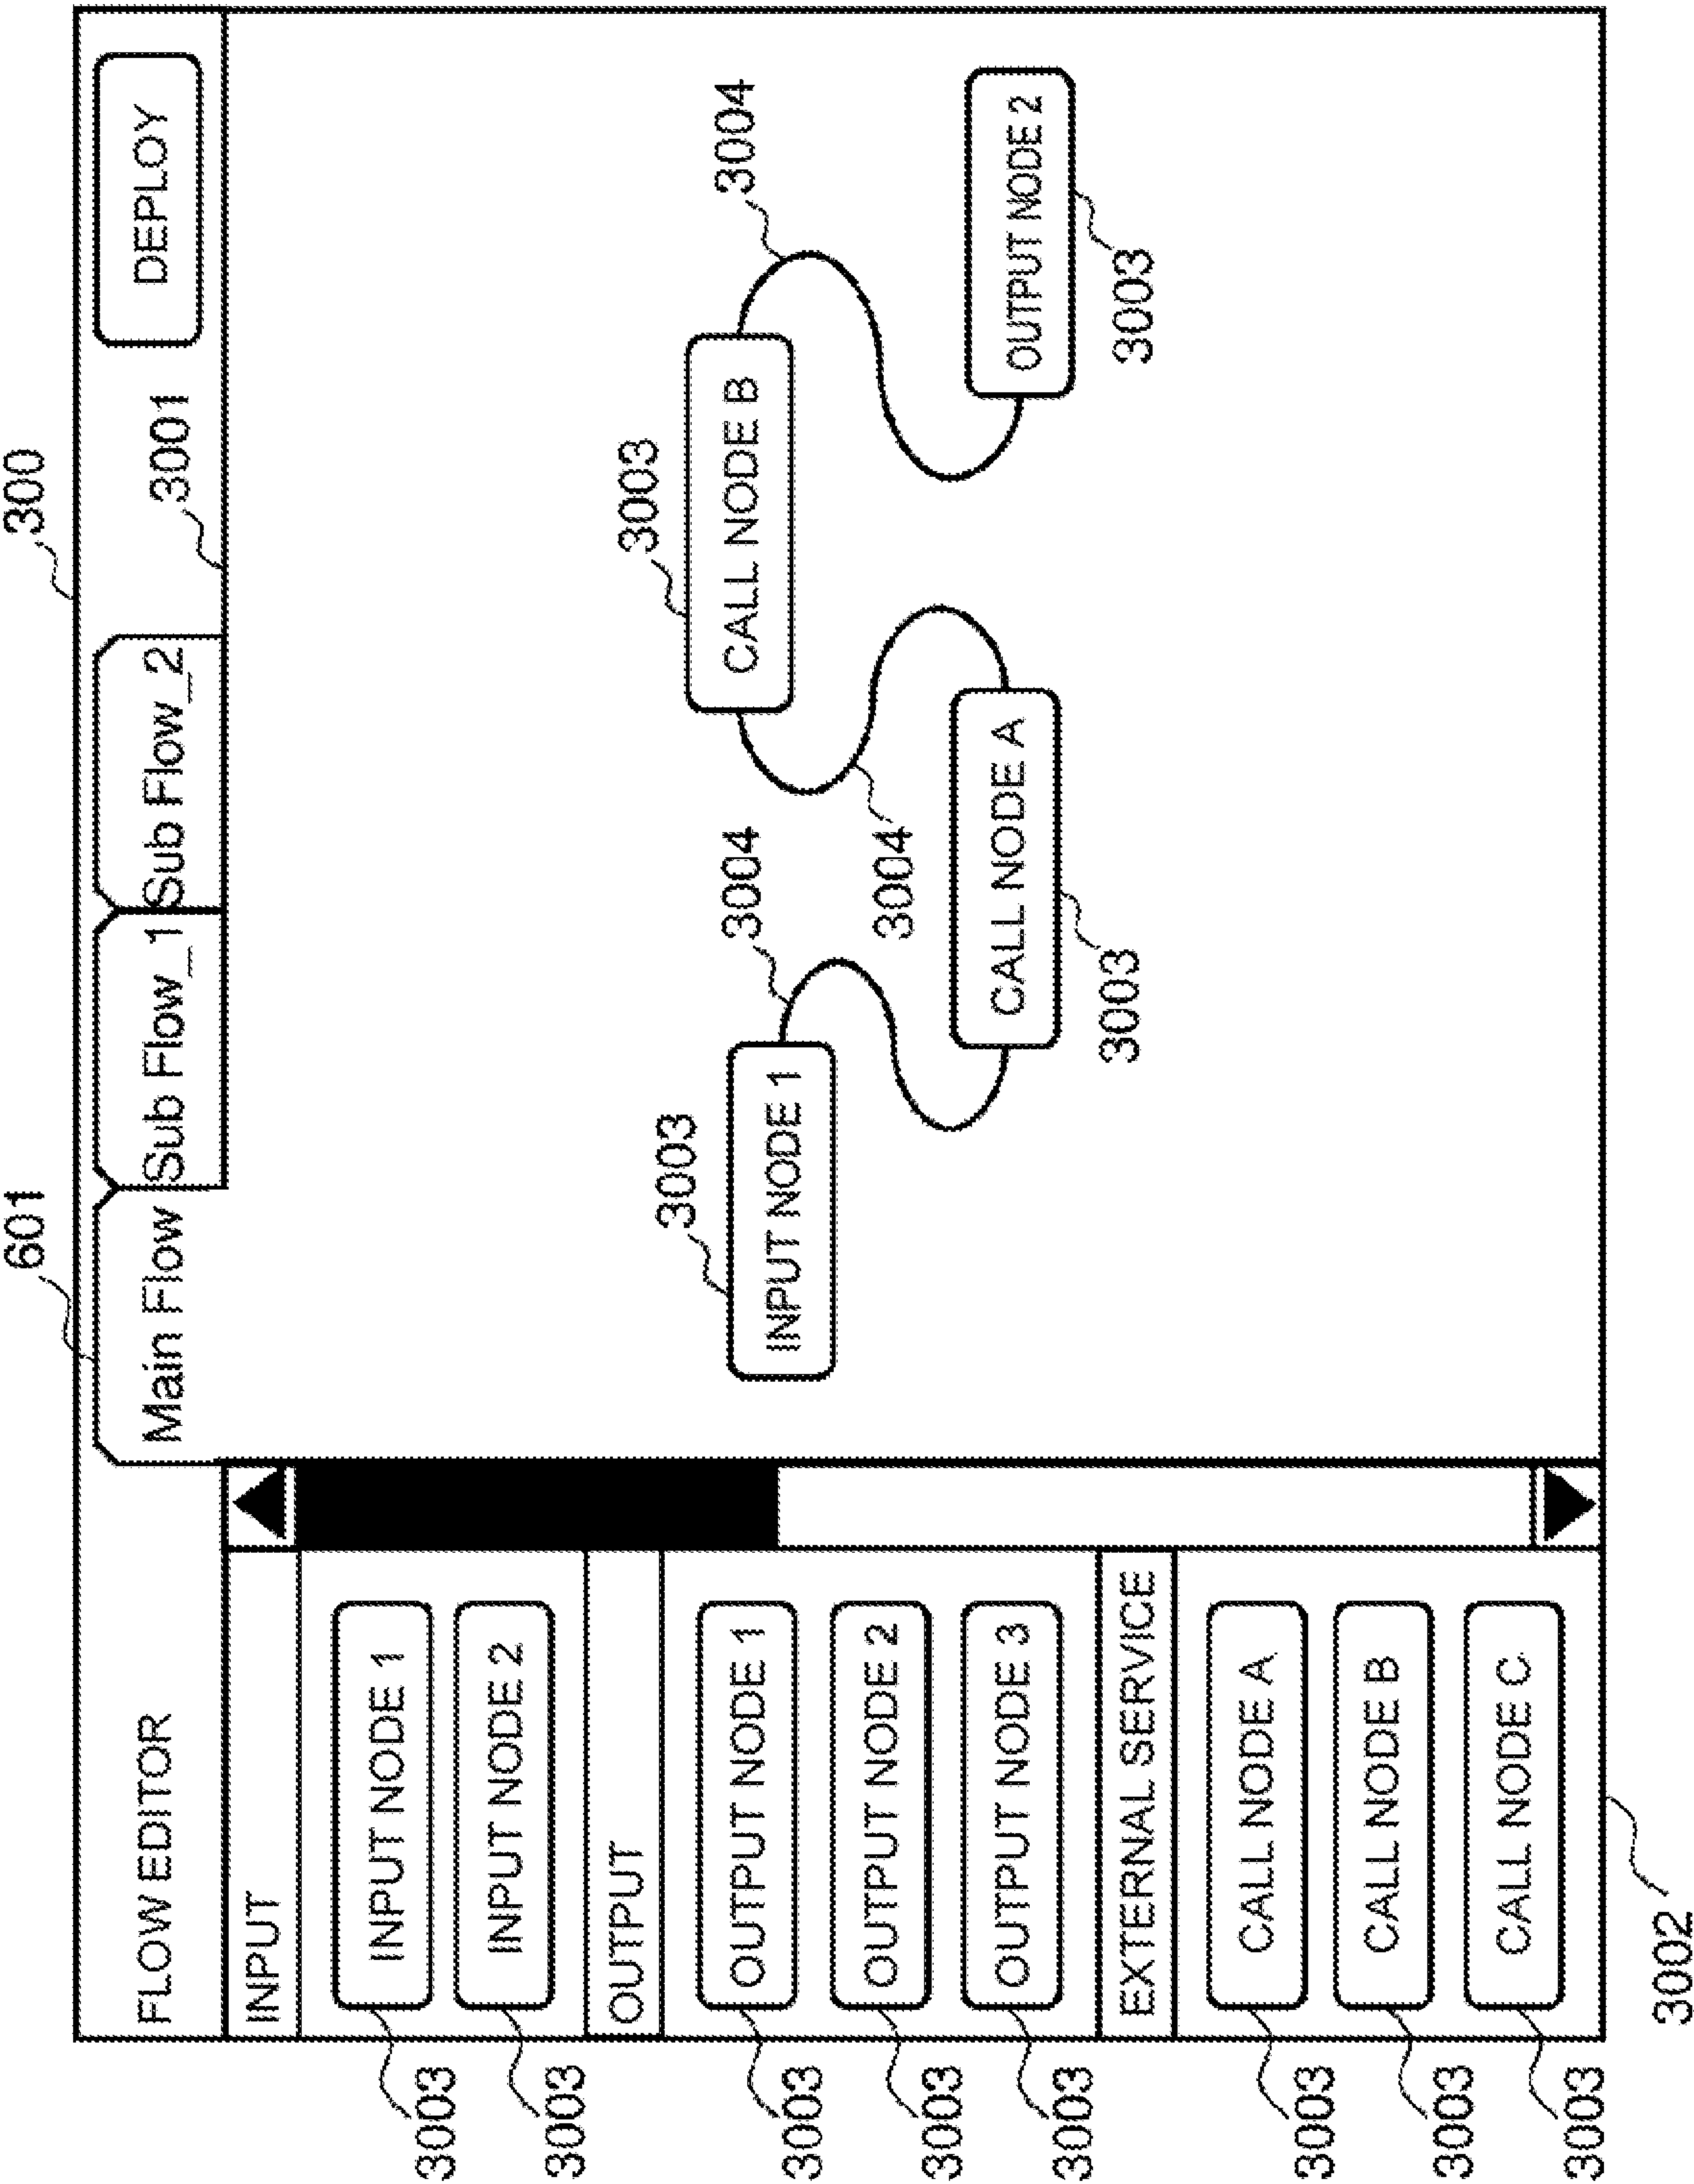 300
601
3001
FLOW EDITOR
Main Flow
Sub Flow_1
Sub Flow_2
DEPLOY
INPUT
3003
INPUT NODE 1
3003
INPUT NODE 2
OUTPUT
3003
OUTPUT NODE 1
3003
OUTPUT NODE 2
3003
OUTPUT NODE 3
EXTERNAL SERVICE
3003
CALL NODE A
3003
CALL NODE B
3003
CALL NODE C
3002
3003
INPUT NODE 1
3004
3003
CALL NODE A
3004
3003
CALL NODE B
3004
OUTPUT NODE 2
3003